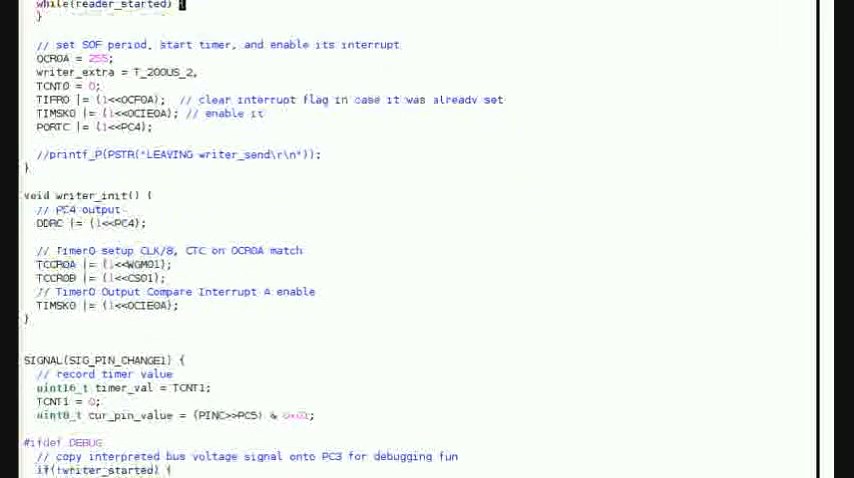 while(reader_started) {
}
// set SOF period, start timer, and enable its interrupt
OCR0A = 255;
writer_extra = T_200US_2,
TCNT0 = 0;
TIFR0 |= (1<<OCF0A); // clear interrupt flag in case it was already set
TIMSK0 |= (1<<OCIE0A); // enable it
PORTC |= (1<<PC4);
//printf_P(PSTR("LEAVING writer_send\r\n"));
}
void writer_init() {
// PC4 output
DDRC |= (1<<PC4);
// Timer0 setup CLK/8, CTC on OCR0A match
TCCR0A |= (1<<WGM01);
TCCR0B |= (1<<CS01);
// Timer0 Output Compare Interrupt A enable
TIMSK0 |= (1<<OCIE0A);
}
SIGNAL(SIG_PIN_CHANGE1) {
// record timer value
uint16_t timer_val = TCNT1;
TCNT1 = 0;
uint8_t cur_pin_value = (PINC>>PC5) & 0x01;
#ifdef DEBUG
// copy interpreted bus voltage signal onto PC3 for debugging fun
if(!writer_started) {